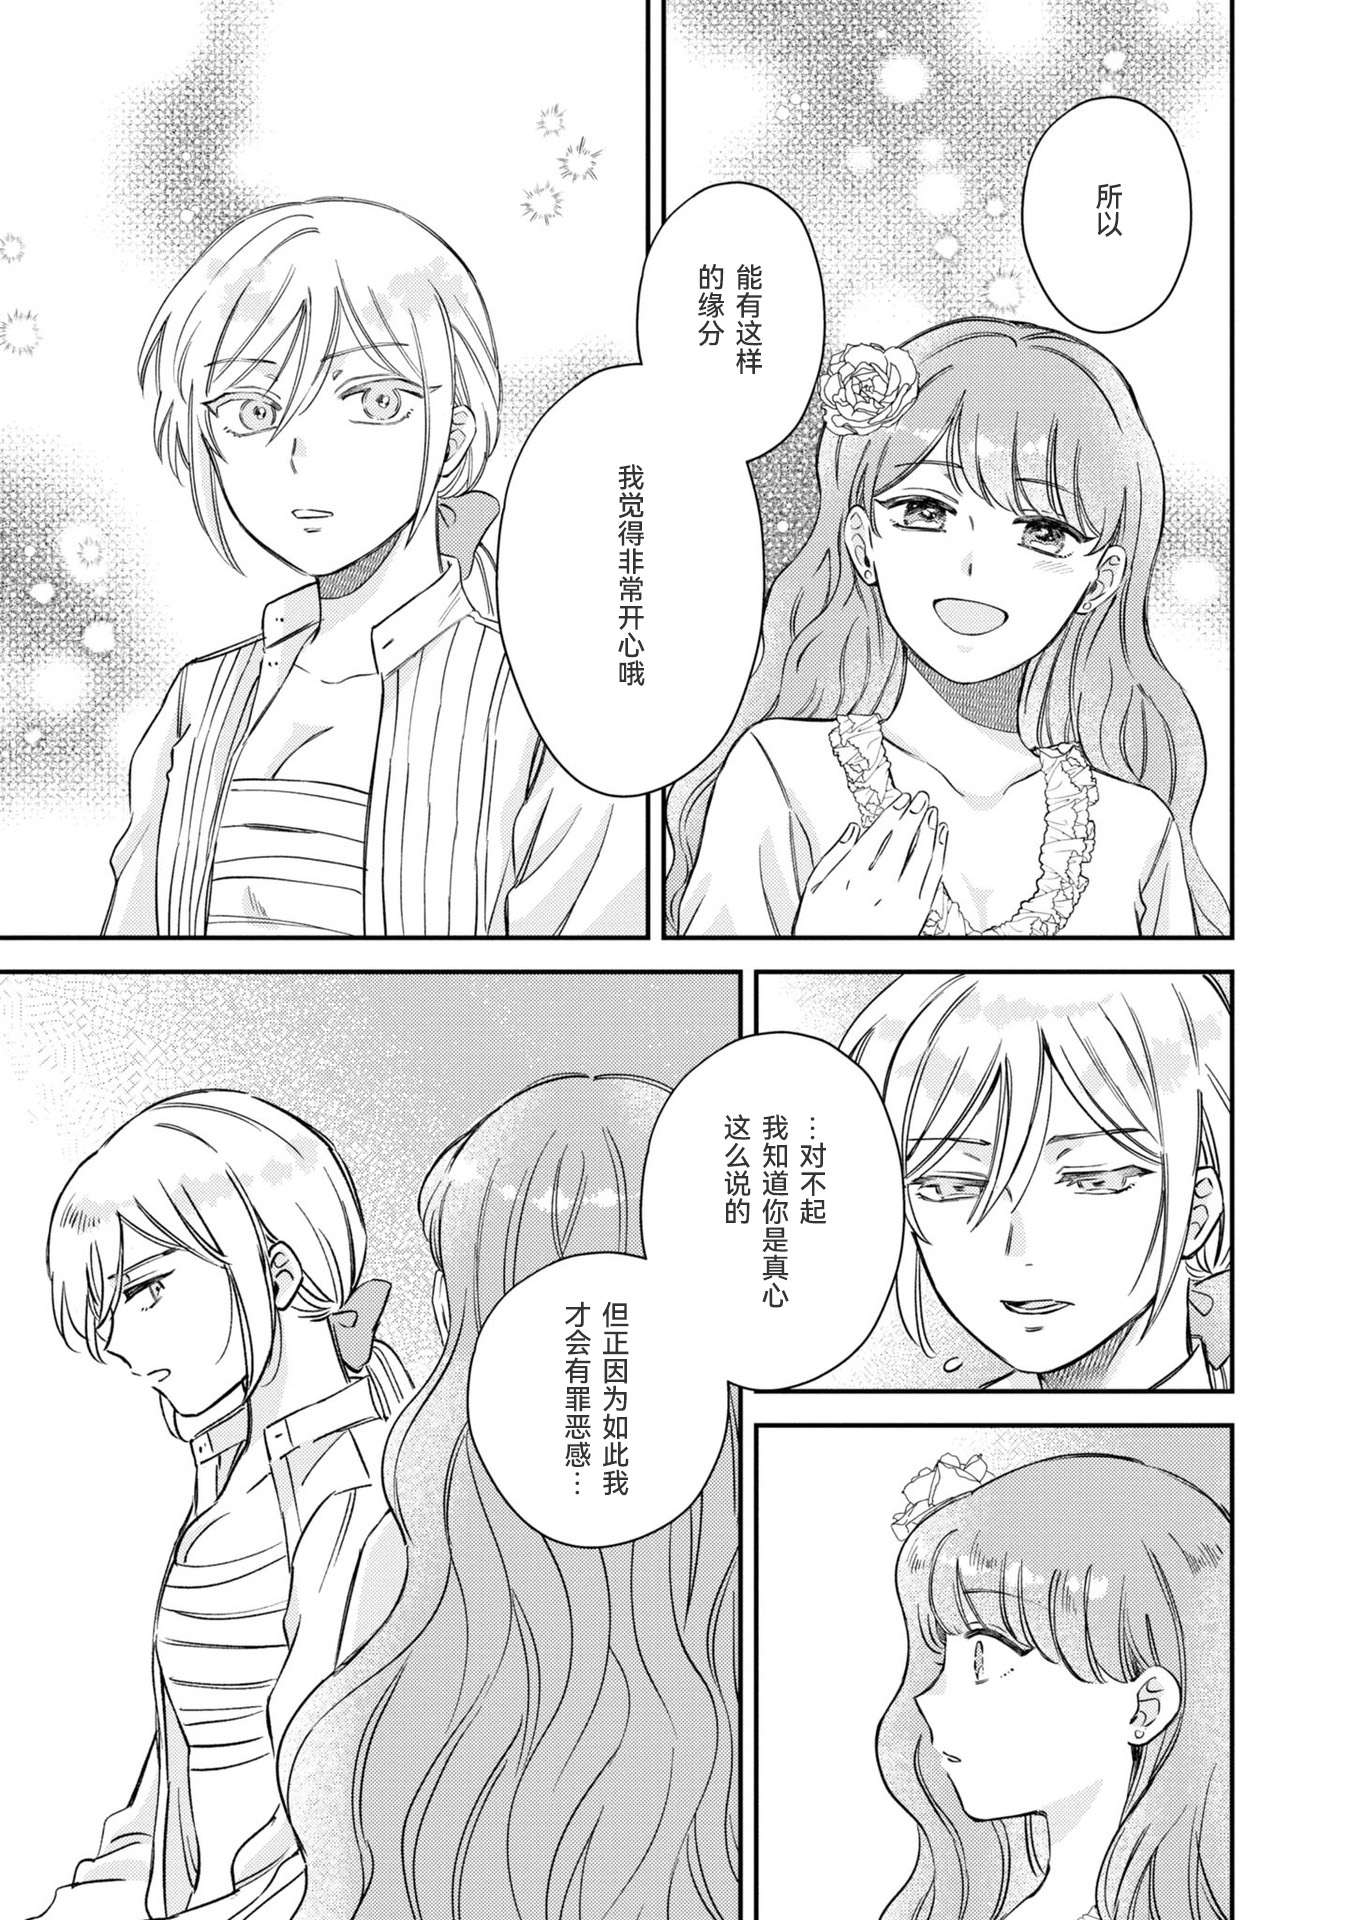 所以
能有这样
的缘分
我觉得非常开心哦
…对不起
我知道你是真心
这么说的
但正因为如此我
才会有罪恶感…